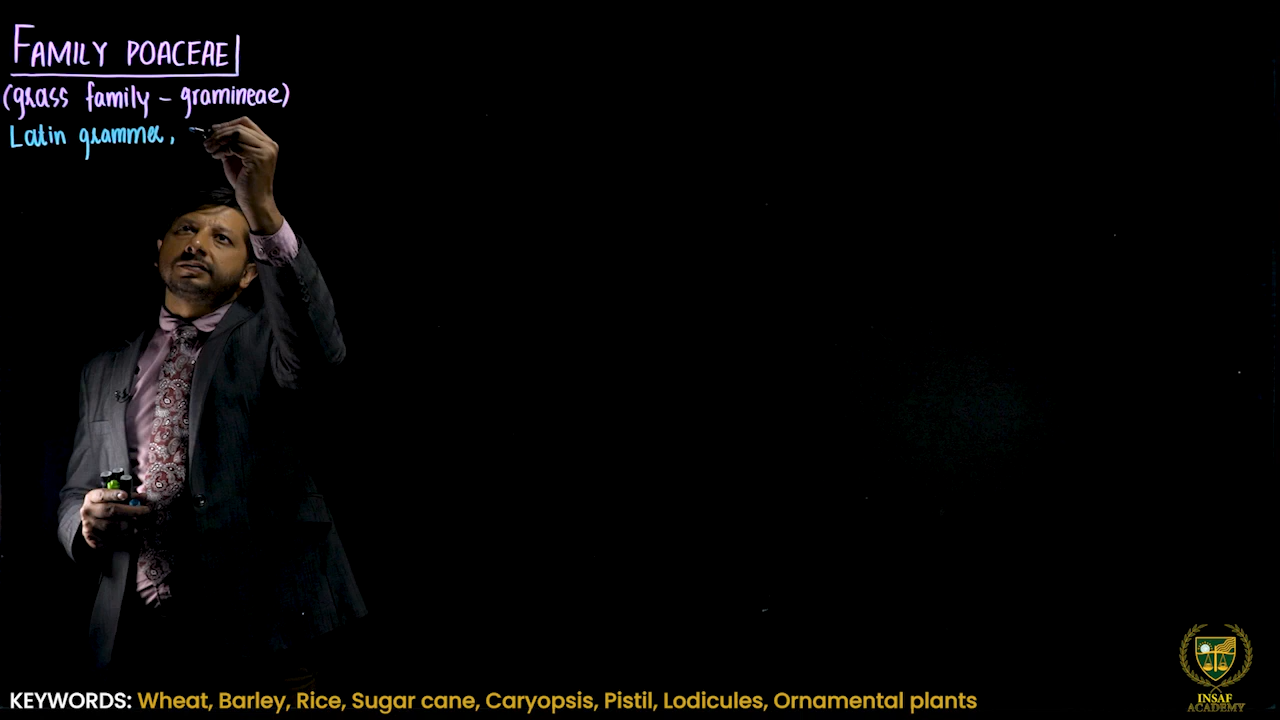 FAMILY POACEAE
(grass family - gramineae)
Latin grammer,
KEYWORDS: Wheat, Barley, Rice, Sugar cane, Caryopsis, Pistil, Lodicules, Ornamental plants
INSAF
ACADEMY